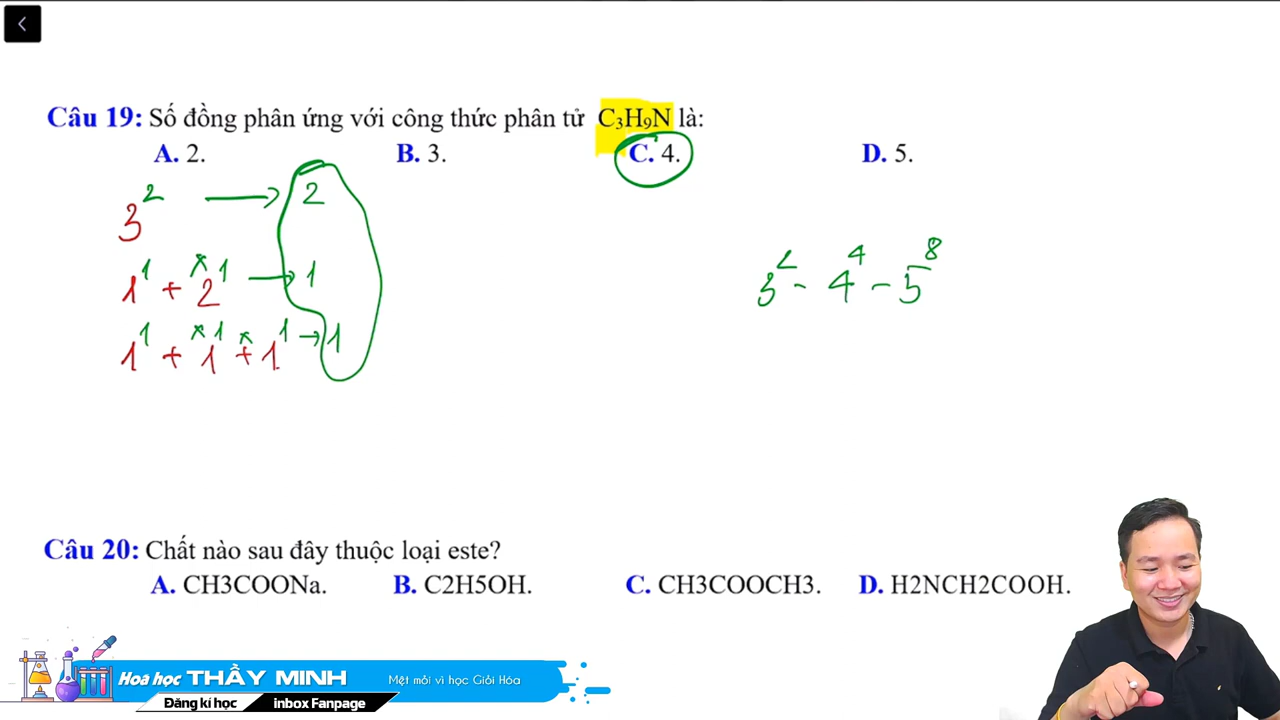 Câu 19: Số đồng phân ứng với công thức phân tử C₃H₉N là:
A. 2. B. 3. C. 4. D. 5.
3² → 2
1¹ + 2¹ → 1
1¹ + 1¹ + 1¹ → 1
3² - 4⁴ - 5⁸
Câu 20: Chất nào sau đây thuộc loại este?
A. CH3COONa. B. C2H5OH. C. CH3COOCH3. D. H2NCH2COOH.
Hoá học THẦY MINH
Mệt mỏi vì học Giỏi Hóa
Đăng kí học inbox Fanpage